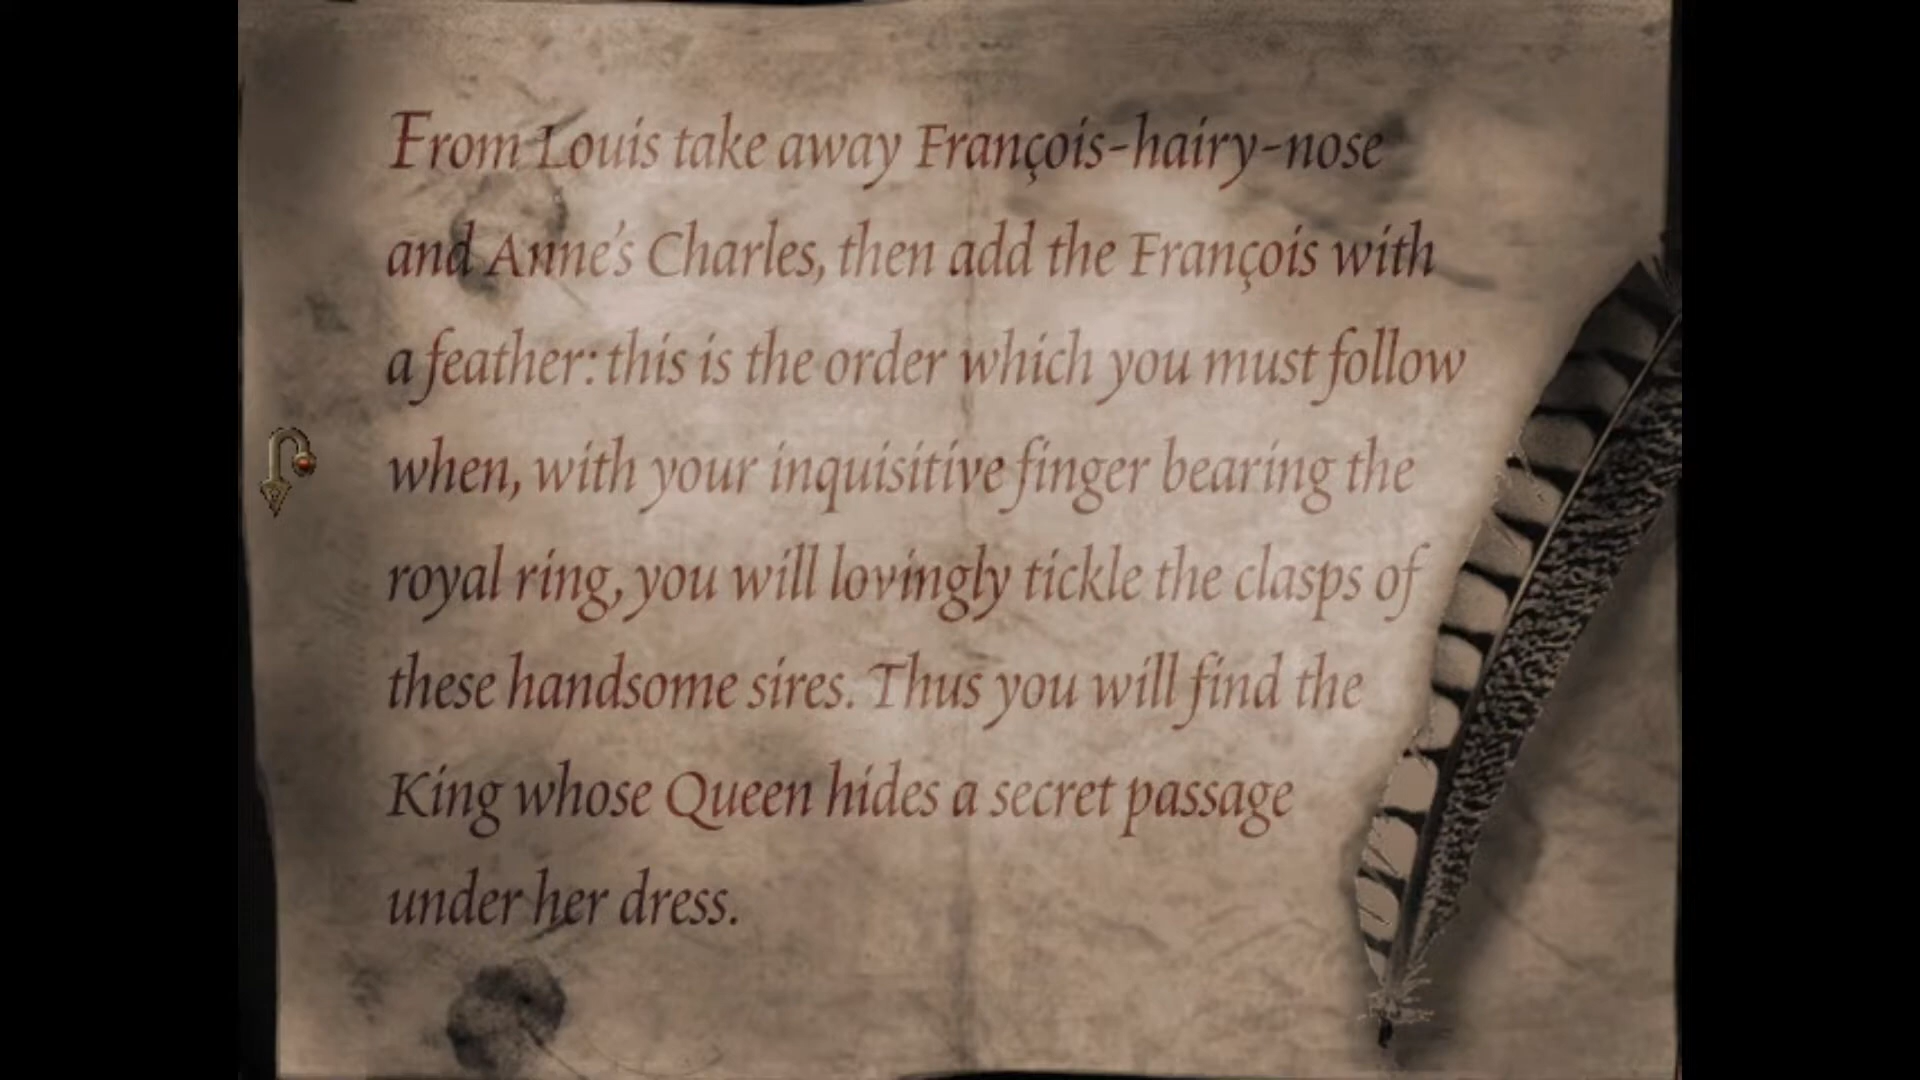 From Louis take away François-hairy-nose
and Anne's Charles, then add the François with
a feather: this is the order which you must follow
when, with your inquisitive finger bearing the
royal ring, you will lovingly tickle the clasps of
these handsome sires. Thus you will find the
King whose Queen hides a secret passage
under her dress.